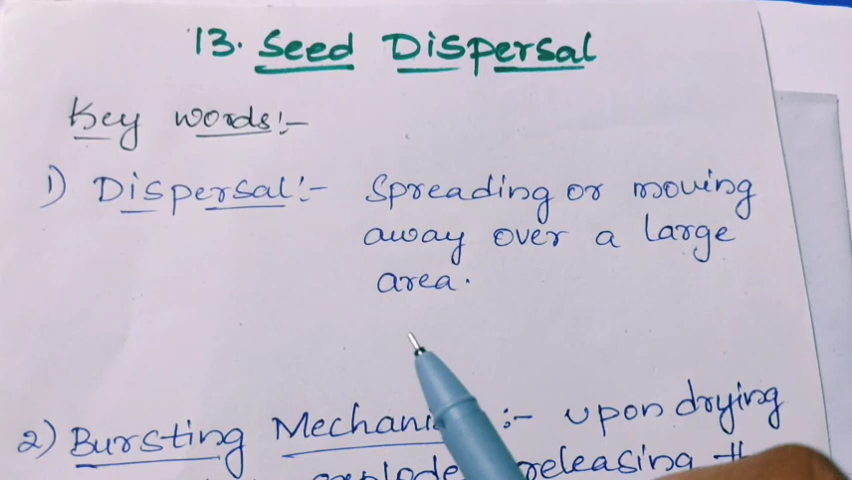 13. Seed Dispersal
Key words:-
1) Dispersal:- Spreading or moving
away over a large
area.
2) Bursting :- upon drying
releasing